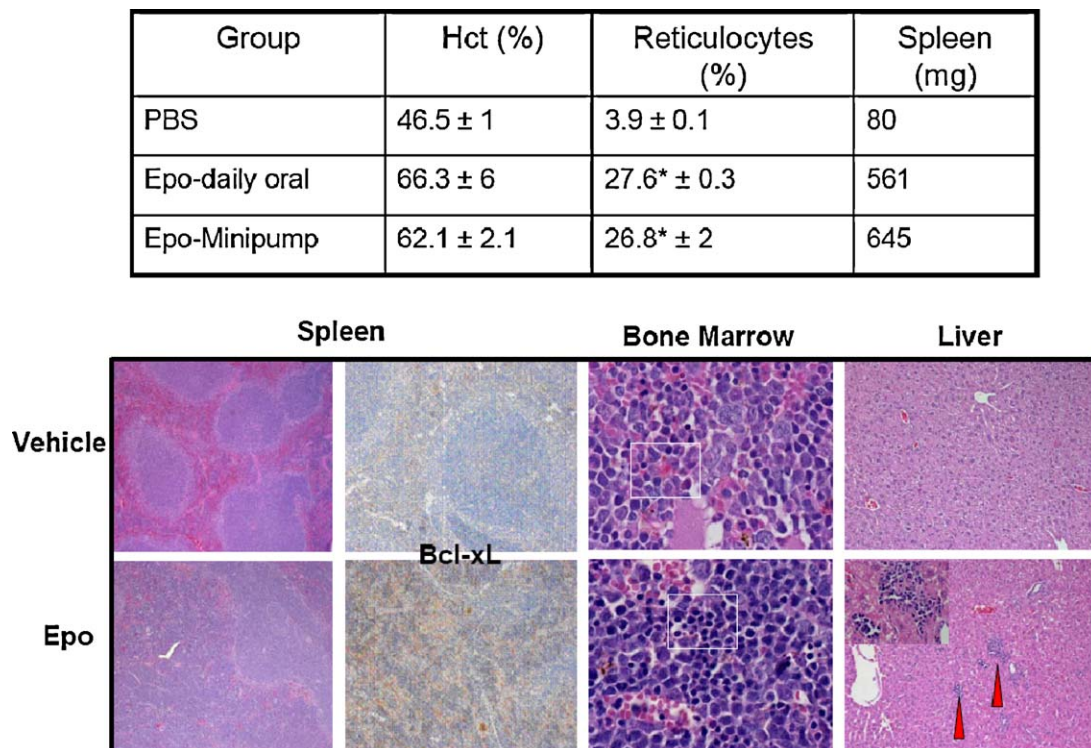 Group Hct (%) Reticulocytes (%) Spleen (mg)
PBS 46.5 ± 1 3.9 ± 0.1 80
Epo-daily oral 66.3 ± 6 27.6* ± 0.3 561
Epo-Minipump 62.1 ± 2.1 26.8* ± 2 645
Spleen Bone Marrow Liver
Vehicle
Bcl-xL
Epo